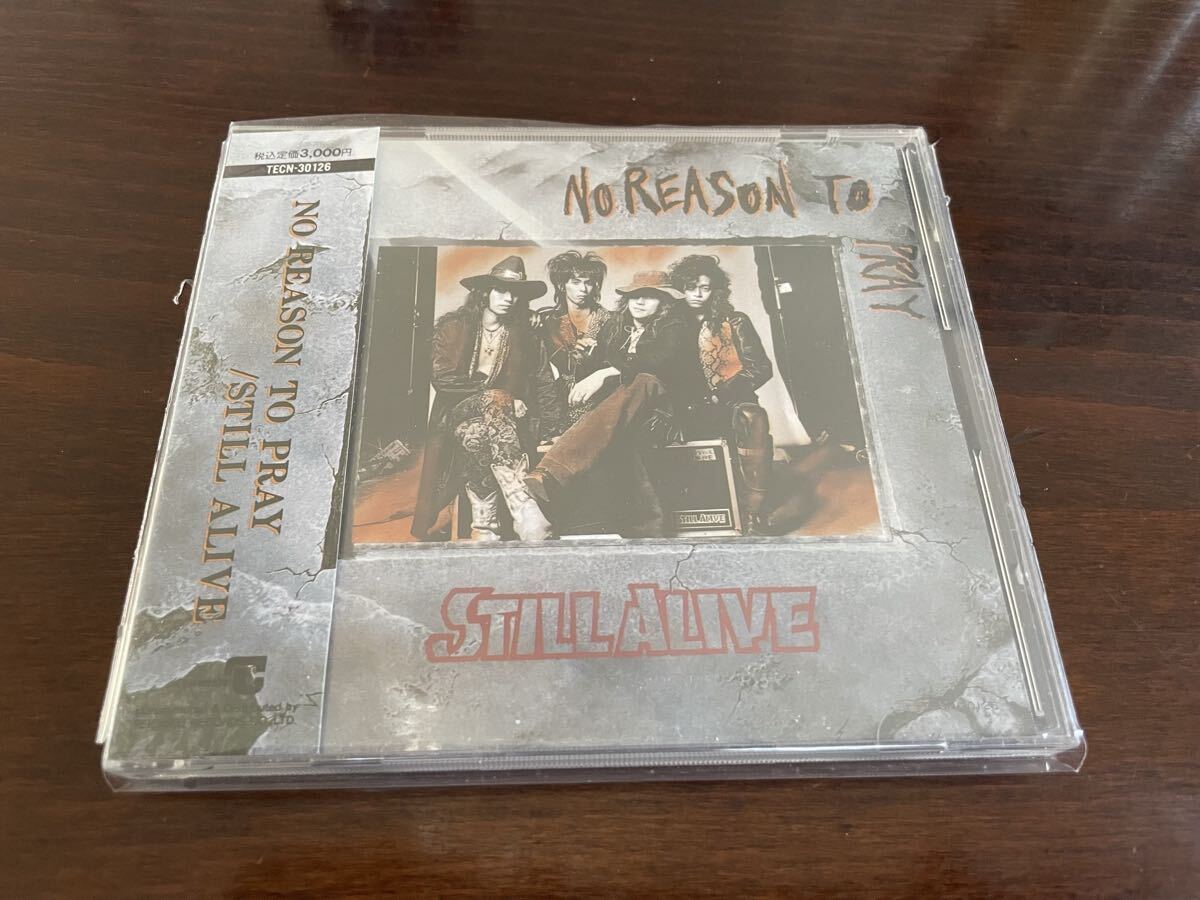 税込定価3,000円
TECN-30126
NO REASON TO PRAY
/STILL ALIVE
NO REASON TO
PRAY
STILL ALIVE
STILL ALIVE